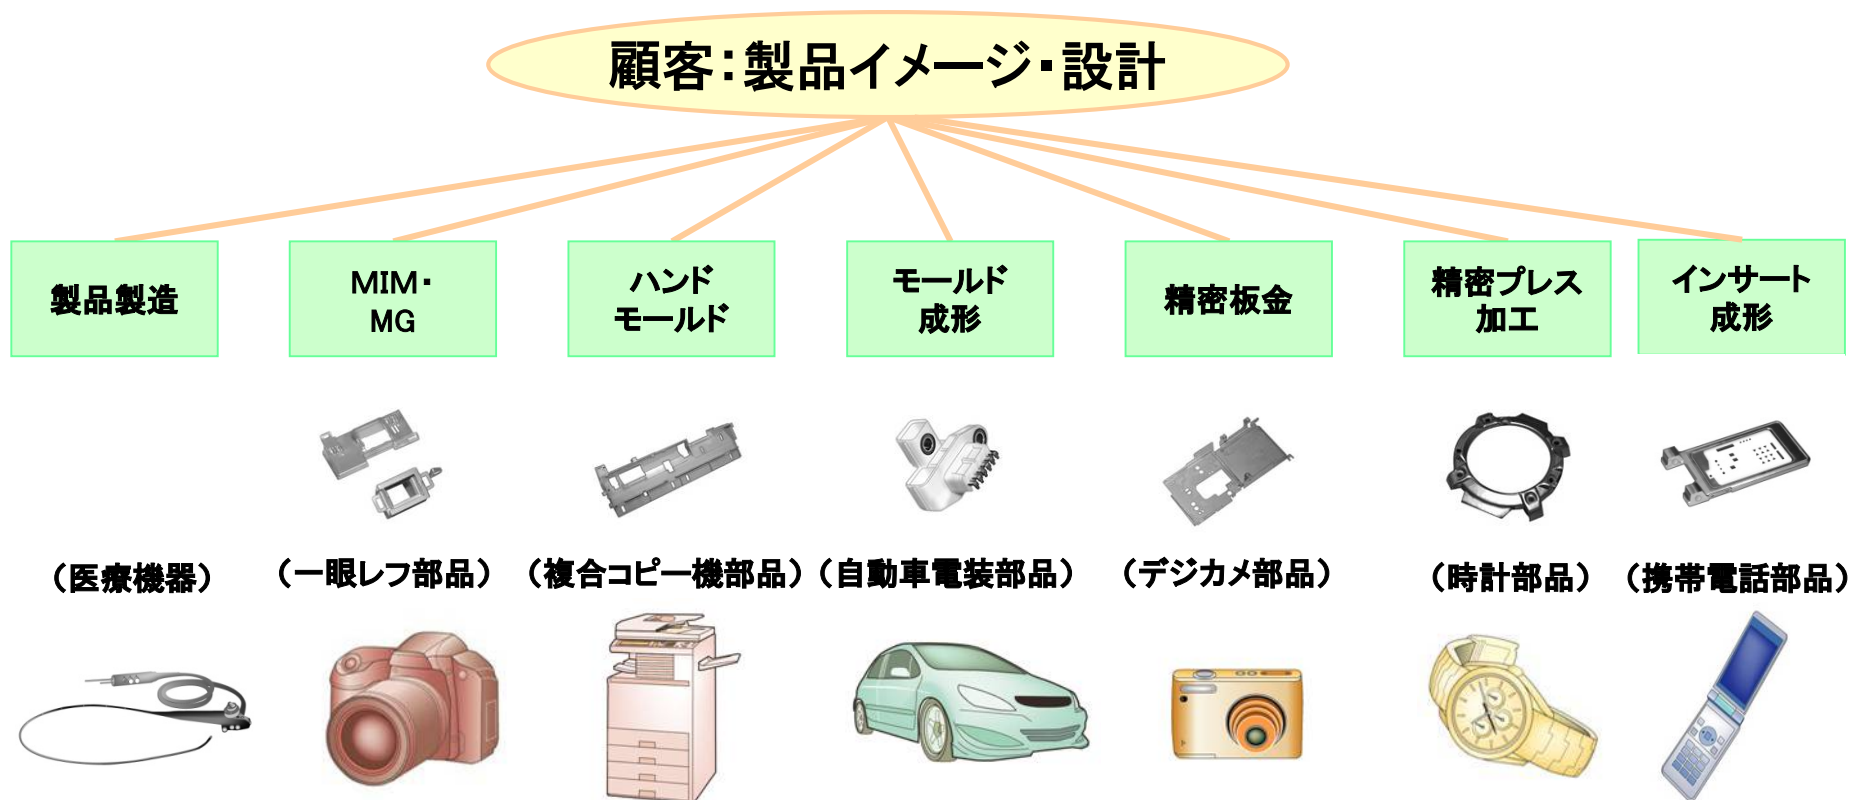 顧客：製品イメージ・設計
製品製造
MIM・
MG
ハンド
モールド
モールド
成形
精密板金
精密プレス
加工
インサート
成形
（医療機器）
（一眼レフ部品）
（複合コピー機部品）
（自動車電装部品）
（デジカメ部品）
（時計部品）
（携帯電話部品）